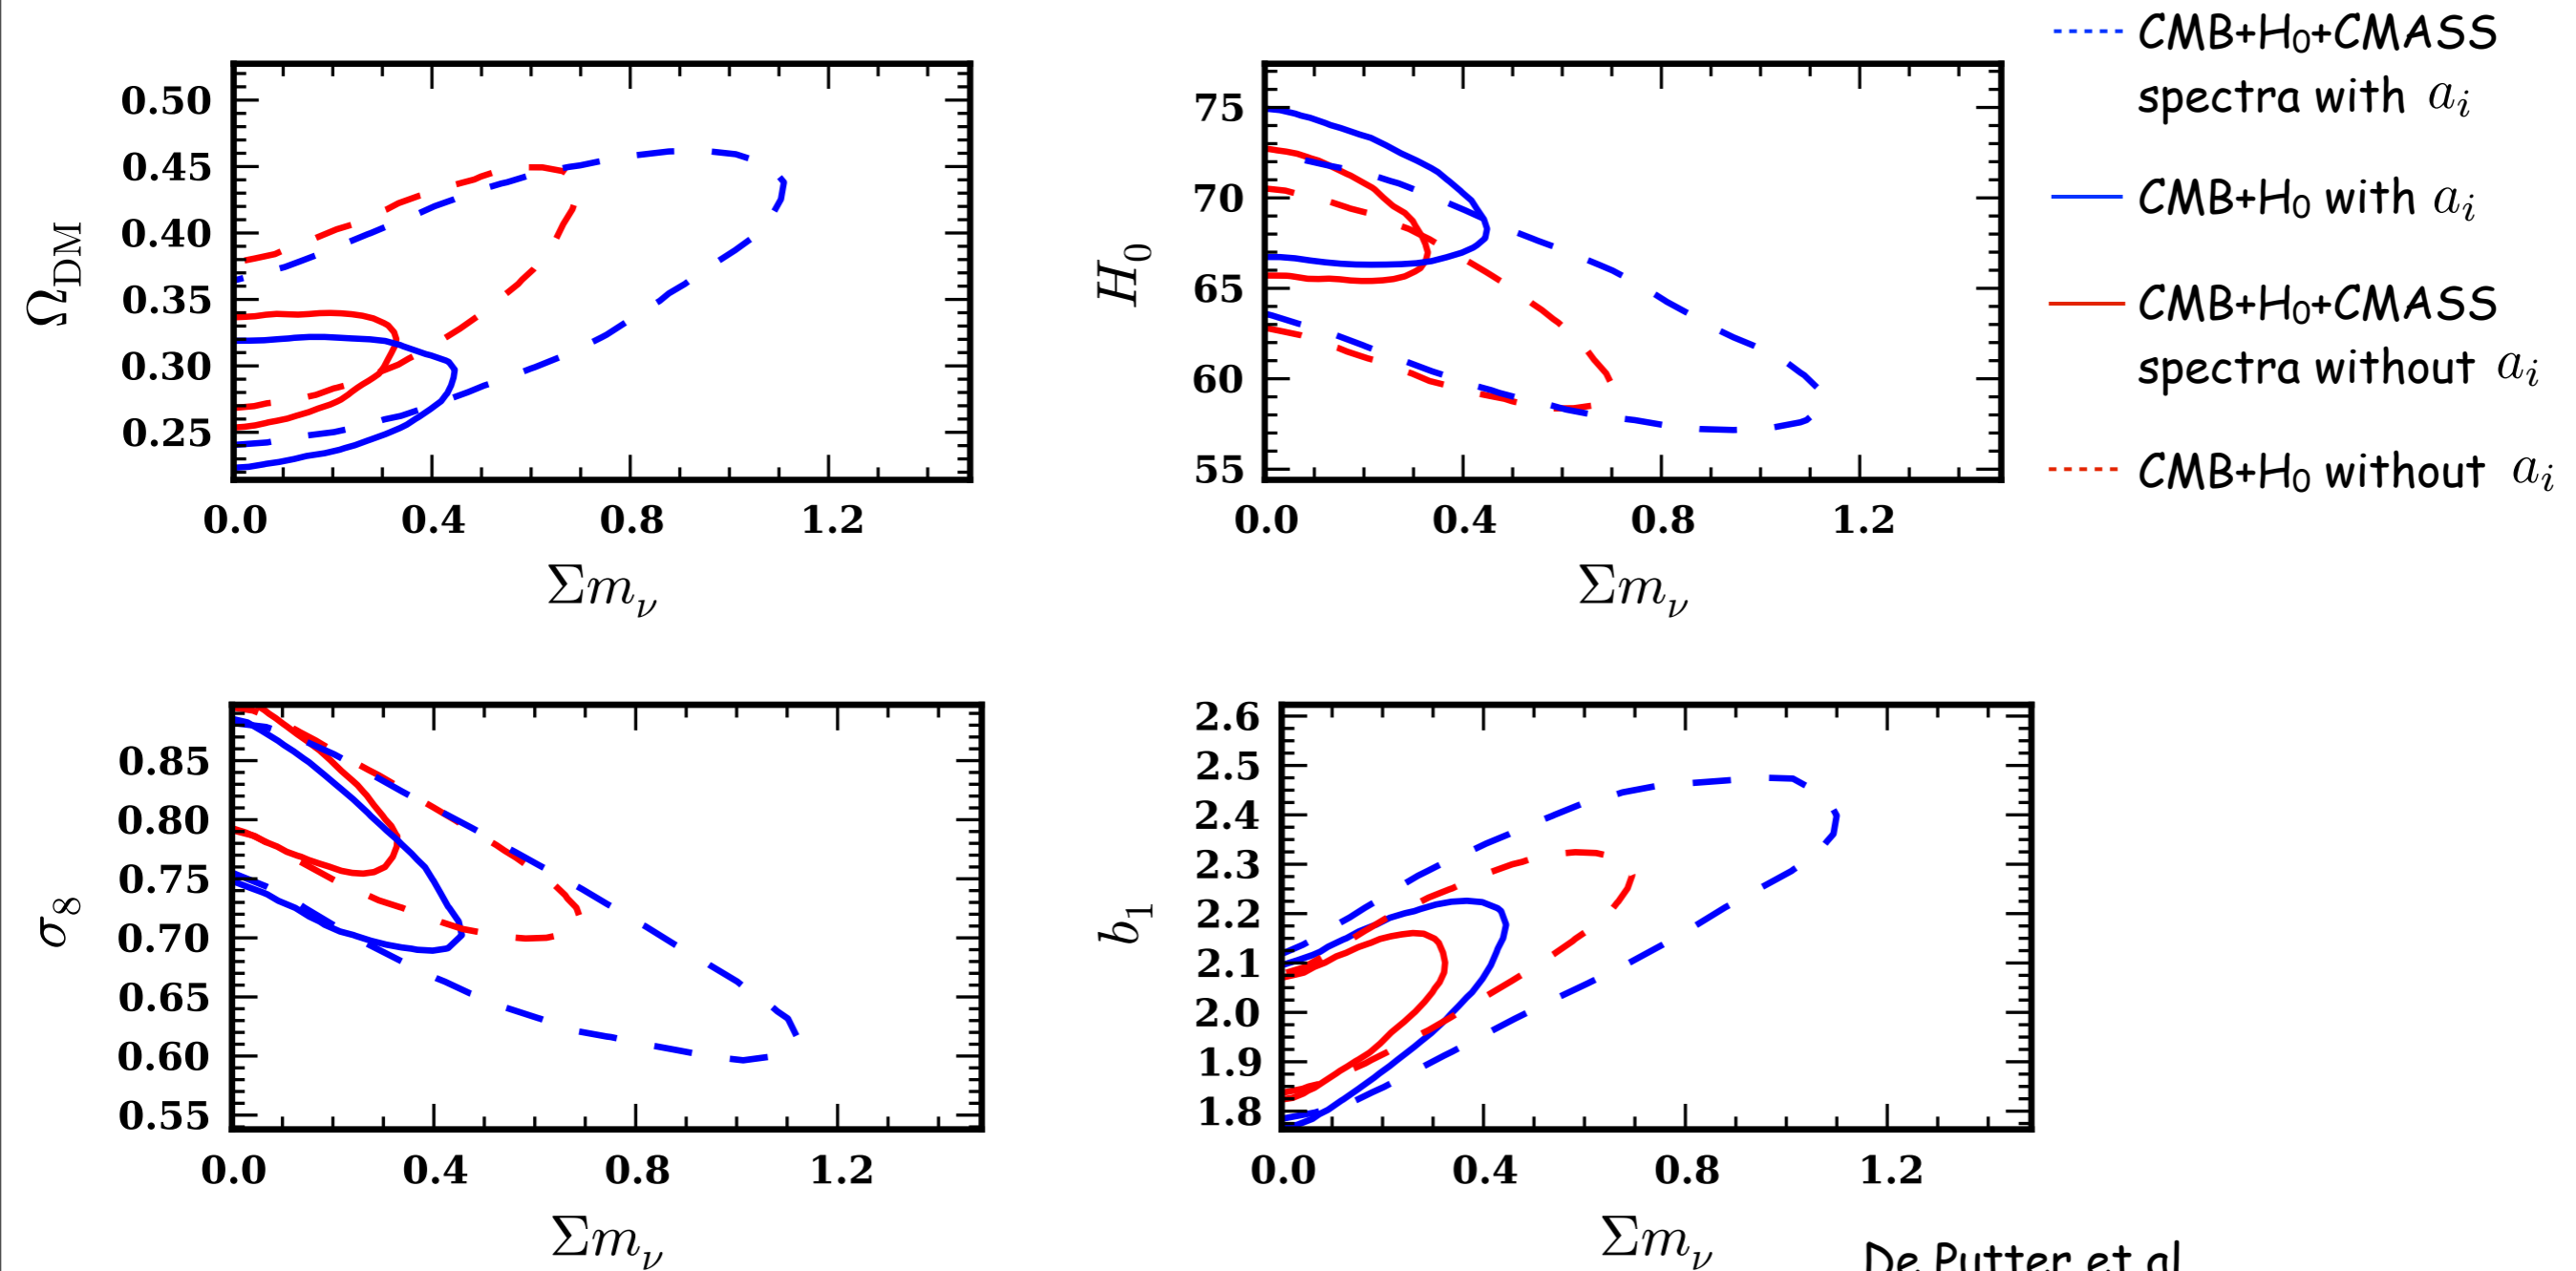 CMB+H₀+CMASS
spectra with aᵢ
CMB+H₀ with aᵢ
CMB+H₀+CMASS
spectra without aᵢ
CMB+H₀ without aᵢ
0.50
0.45
0.40
0.35
0.30
0.25
Ω_DM
0.0 0.4 0.8 1.2
Σm_ν
75
70
65
60
55
H₀
0.0 0.4 0.8 1.2
Σm_ν
0.85
0.80
0.75
0.70
0.65
0.60
0.55
σ₈
0.0 0.4 0.8 1.2
Σm_ν
2.6
2.5
2.4
2.3
2.2
2.1
2.0
1.9
1.8
b₁
0.0 0.4 0.8 1.2
Σm_ν
De Putter et al